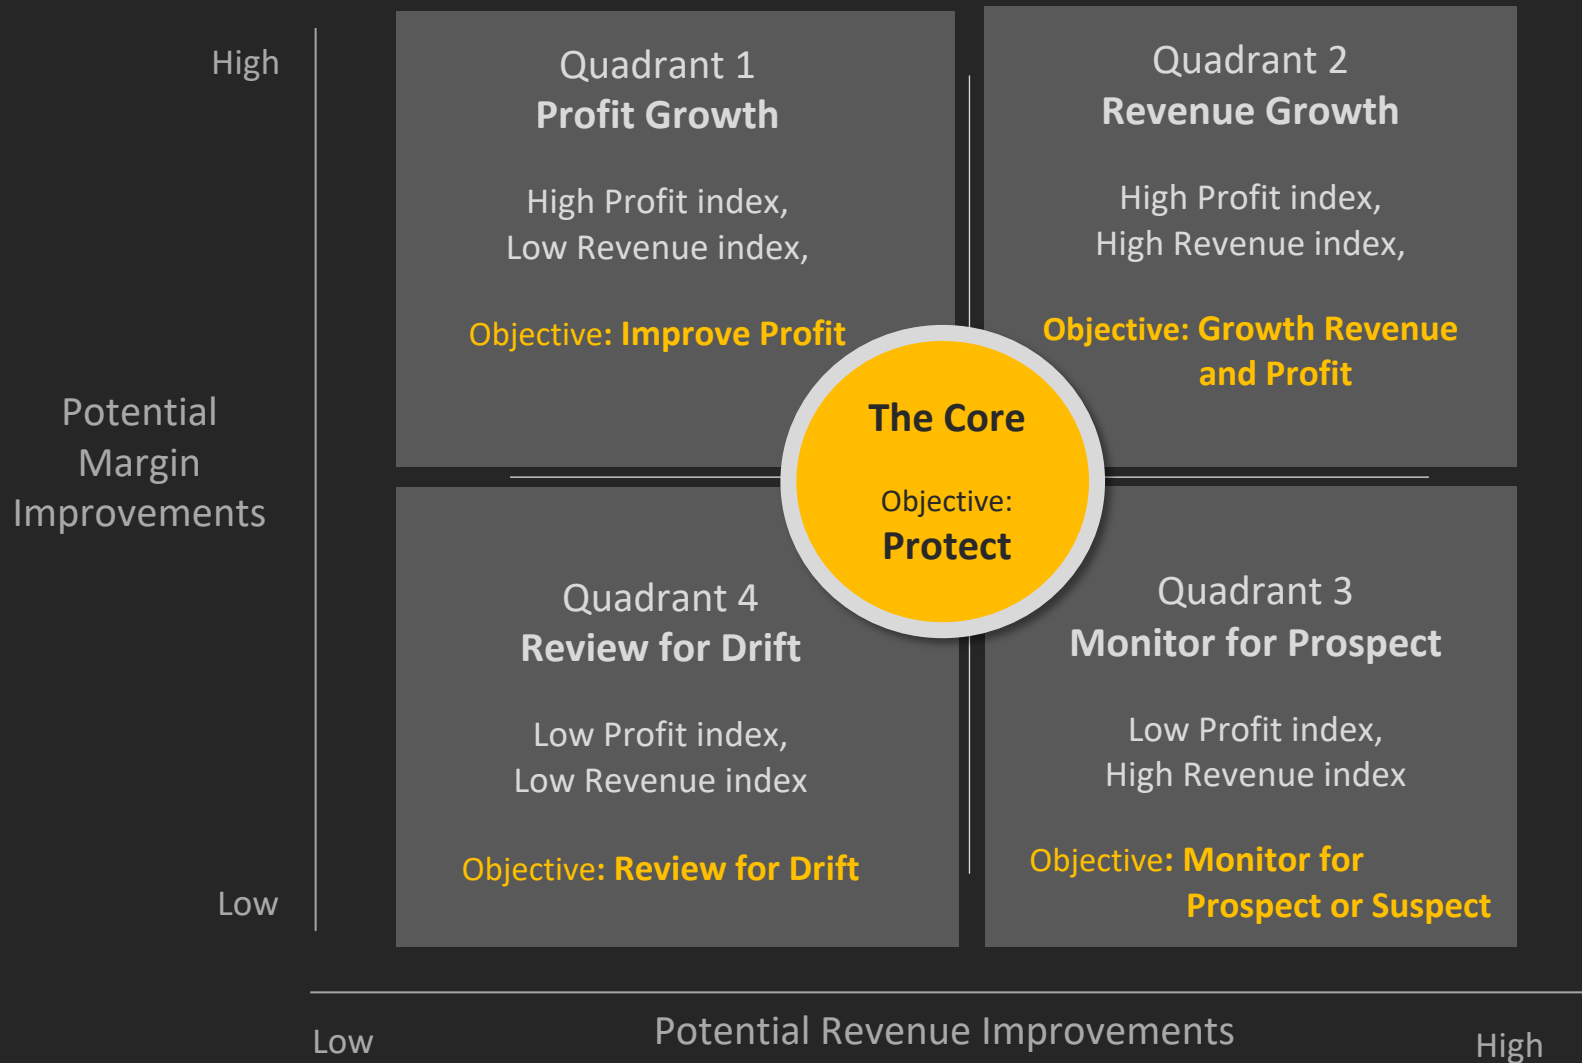 High
Quadrant 1
Profit Growth
High Profit index,
Low Revenue index,
Objective: Improve Profit
Quadrant 2
Revenue Growth
High Profit index,
High Revenue index,
Objective: Growth Revenue
and Profit
Potential
Margin
Improvements
The Core
Objective:
Protect
Quadrant 4
Review for Drift
Low Profit index,
Low Revenue index
Objective: Review for Drift
Quadrant 3
Monitor for Prospect
Low Profit index,
High Revenue index
Objective: Monitor for
Prospect or Suspect
Low
Low
Potential Revenue Improvements
High